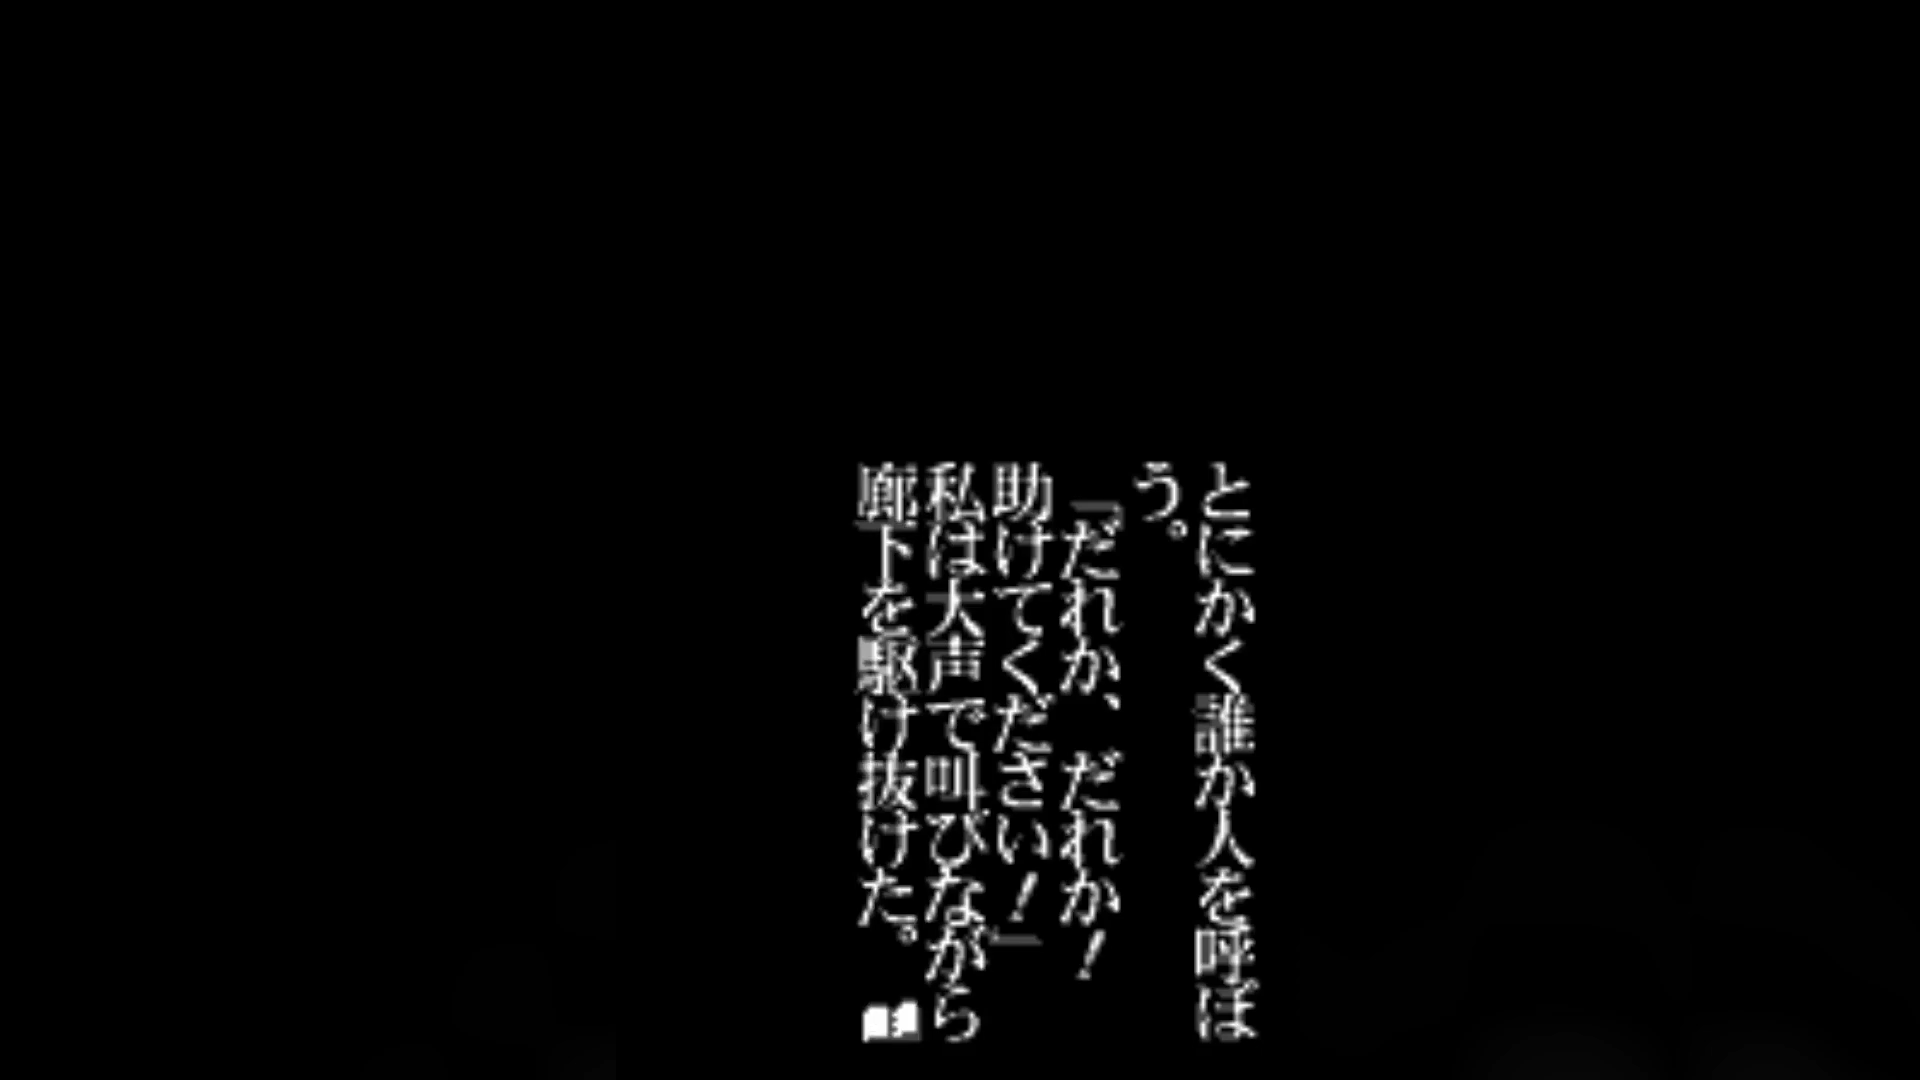 とにかく誰か人を呼ぼ
う。
「だれか、だれか！
助けてください！」
私は大声で叫びながら
廊下を駆け抜けた。